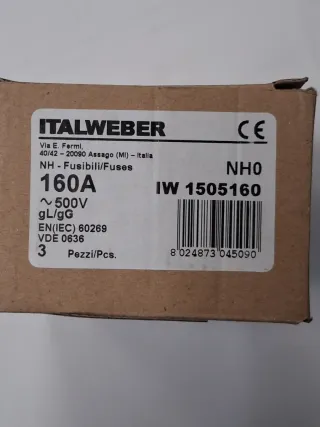 ITALWEBER
CE
Via E. Fermi,
40/42 - 20090 Assago (MI) - Italia
NH - Fusibili/Fuses
NH0
160A
IW 1505160
~ 500V
gL/gG
EN(IEC) 60269
VDE 0636
3 Pezzi/Pcs.
8 024873 045090